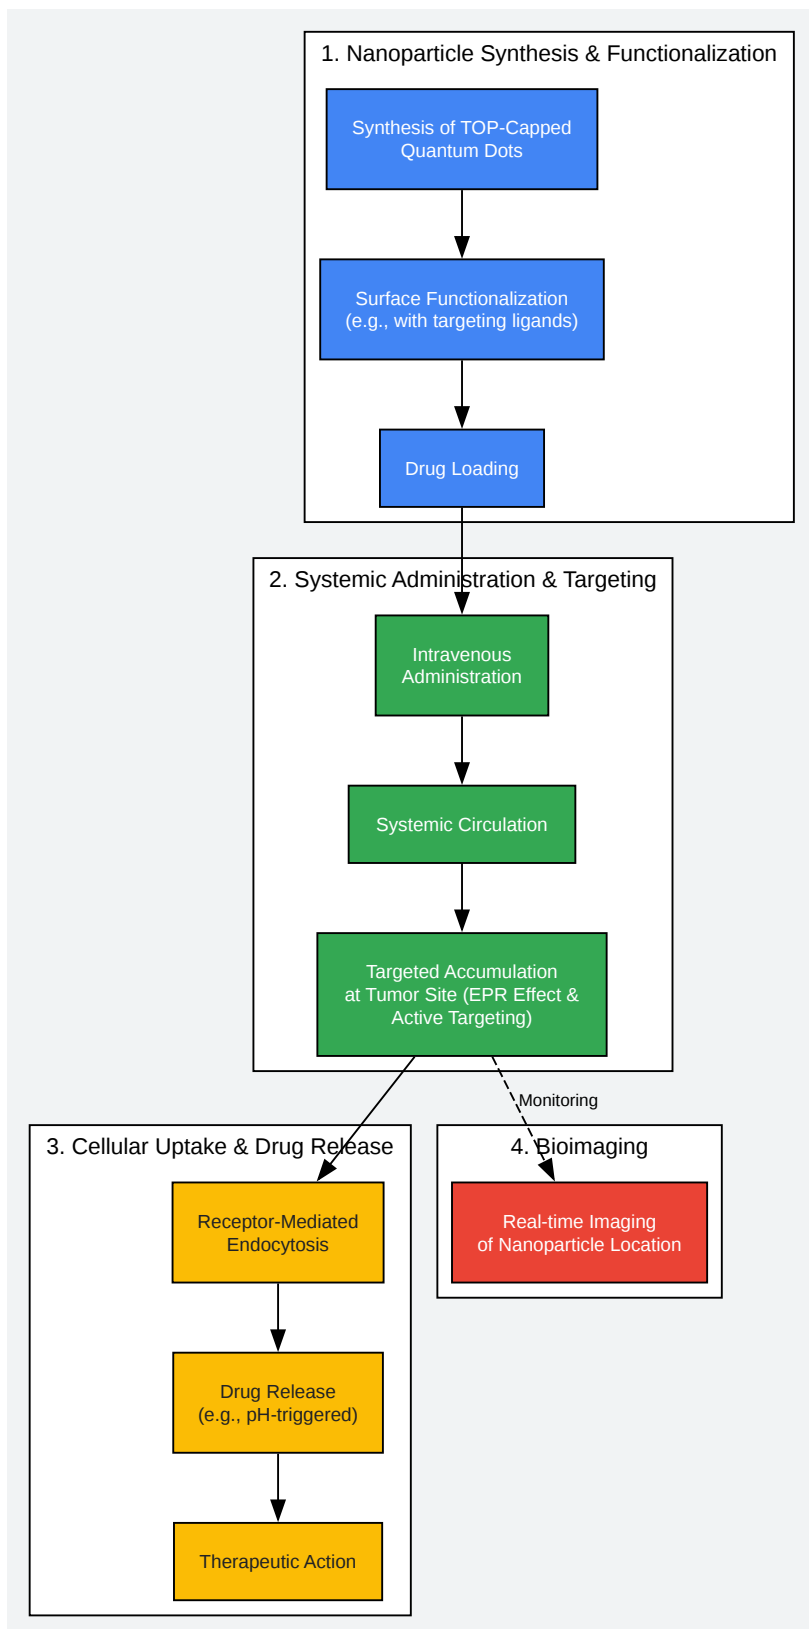 1. Nanoparticle Synthesis & Functionalization
Synthesis of TOP-Capped
Quantum Dots
Surface Functionalization
(e.g., with targeting ligands)
Drug Loading
2. Systemic Administration & Targeting
Intravenous
Administration
Systemic Circulation
Targeted Accumulation
at Tumor Site (EPR Effect &
Active Targeting)
Monitoring
3. Cellular Uptake & Drug Release
Receptor-Mediated
Endocytosis
Drug Release
(e.g., pH-triggered)
Therapeutic Action
4. Bioimaging
Real-time Imaging
of Nanoparticle Location